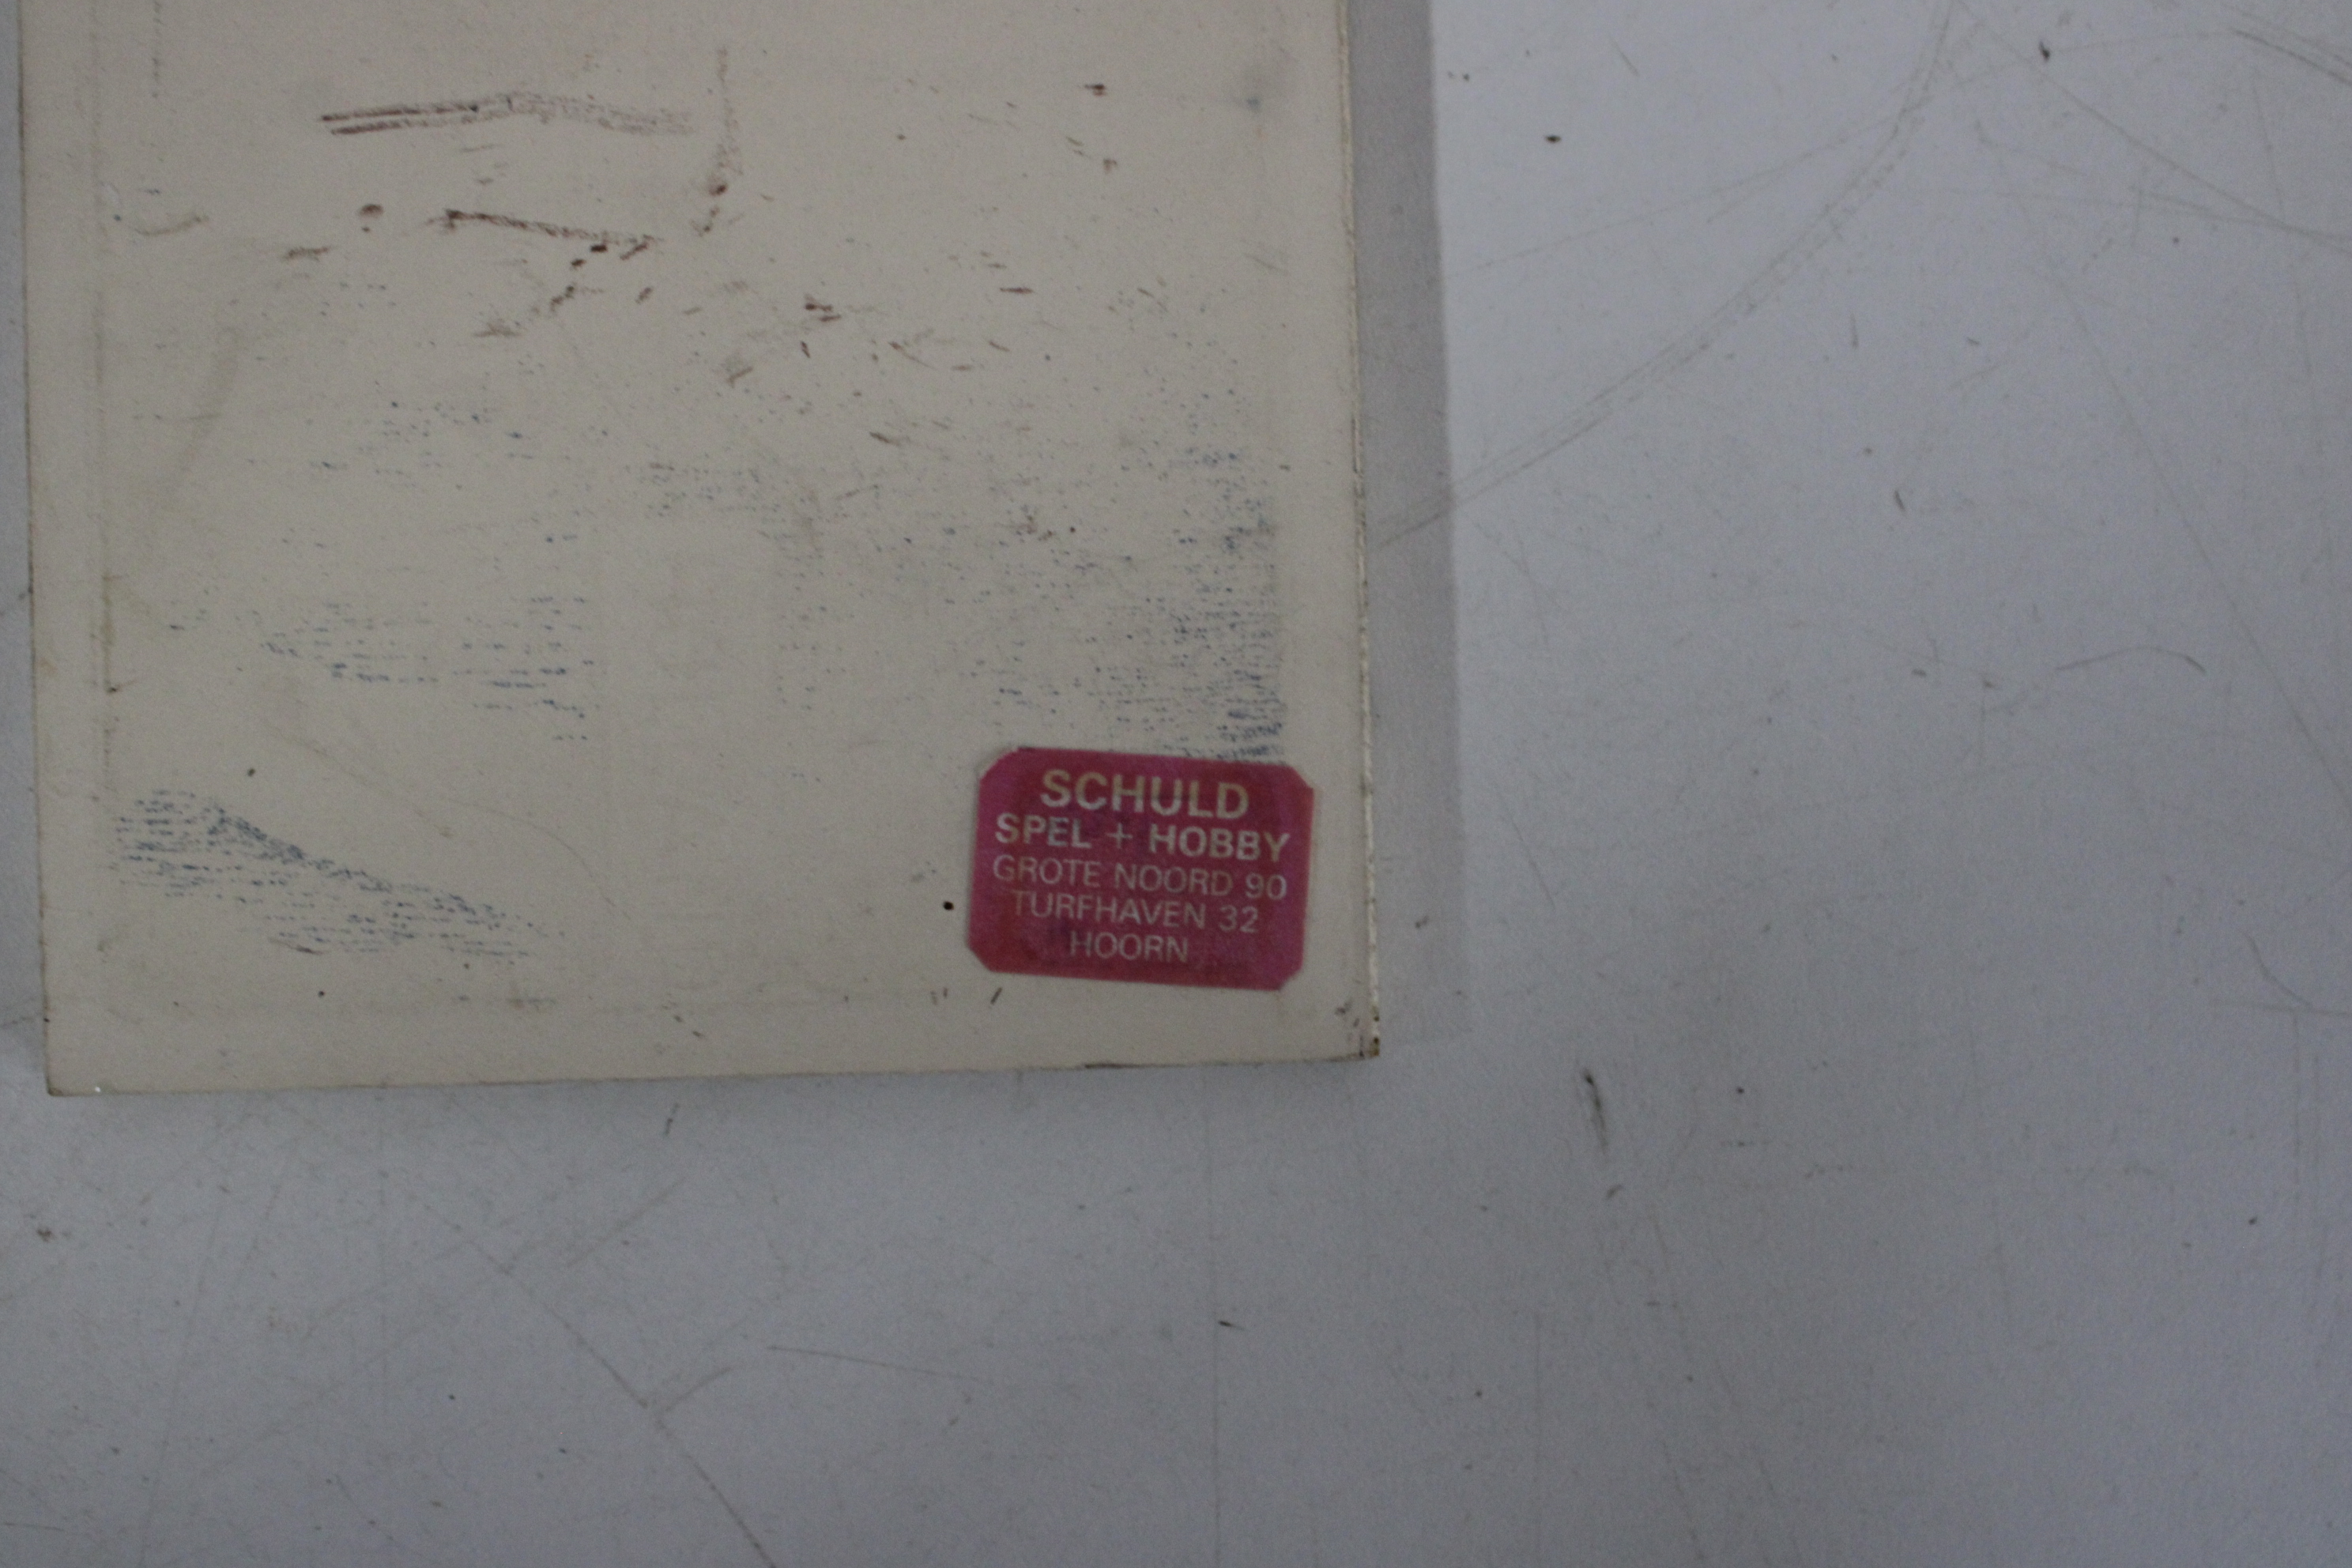 SCHULD
SPEL + HOBBY
GROTE NOORD 90
TURFHAVEN 32
HOORN